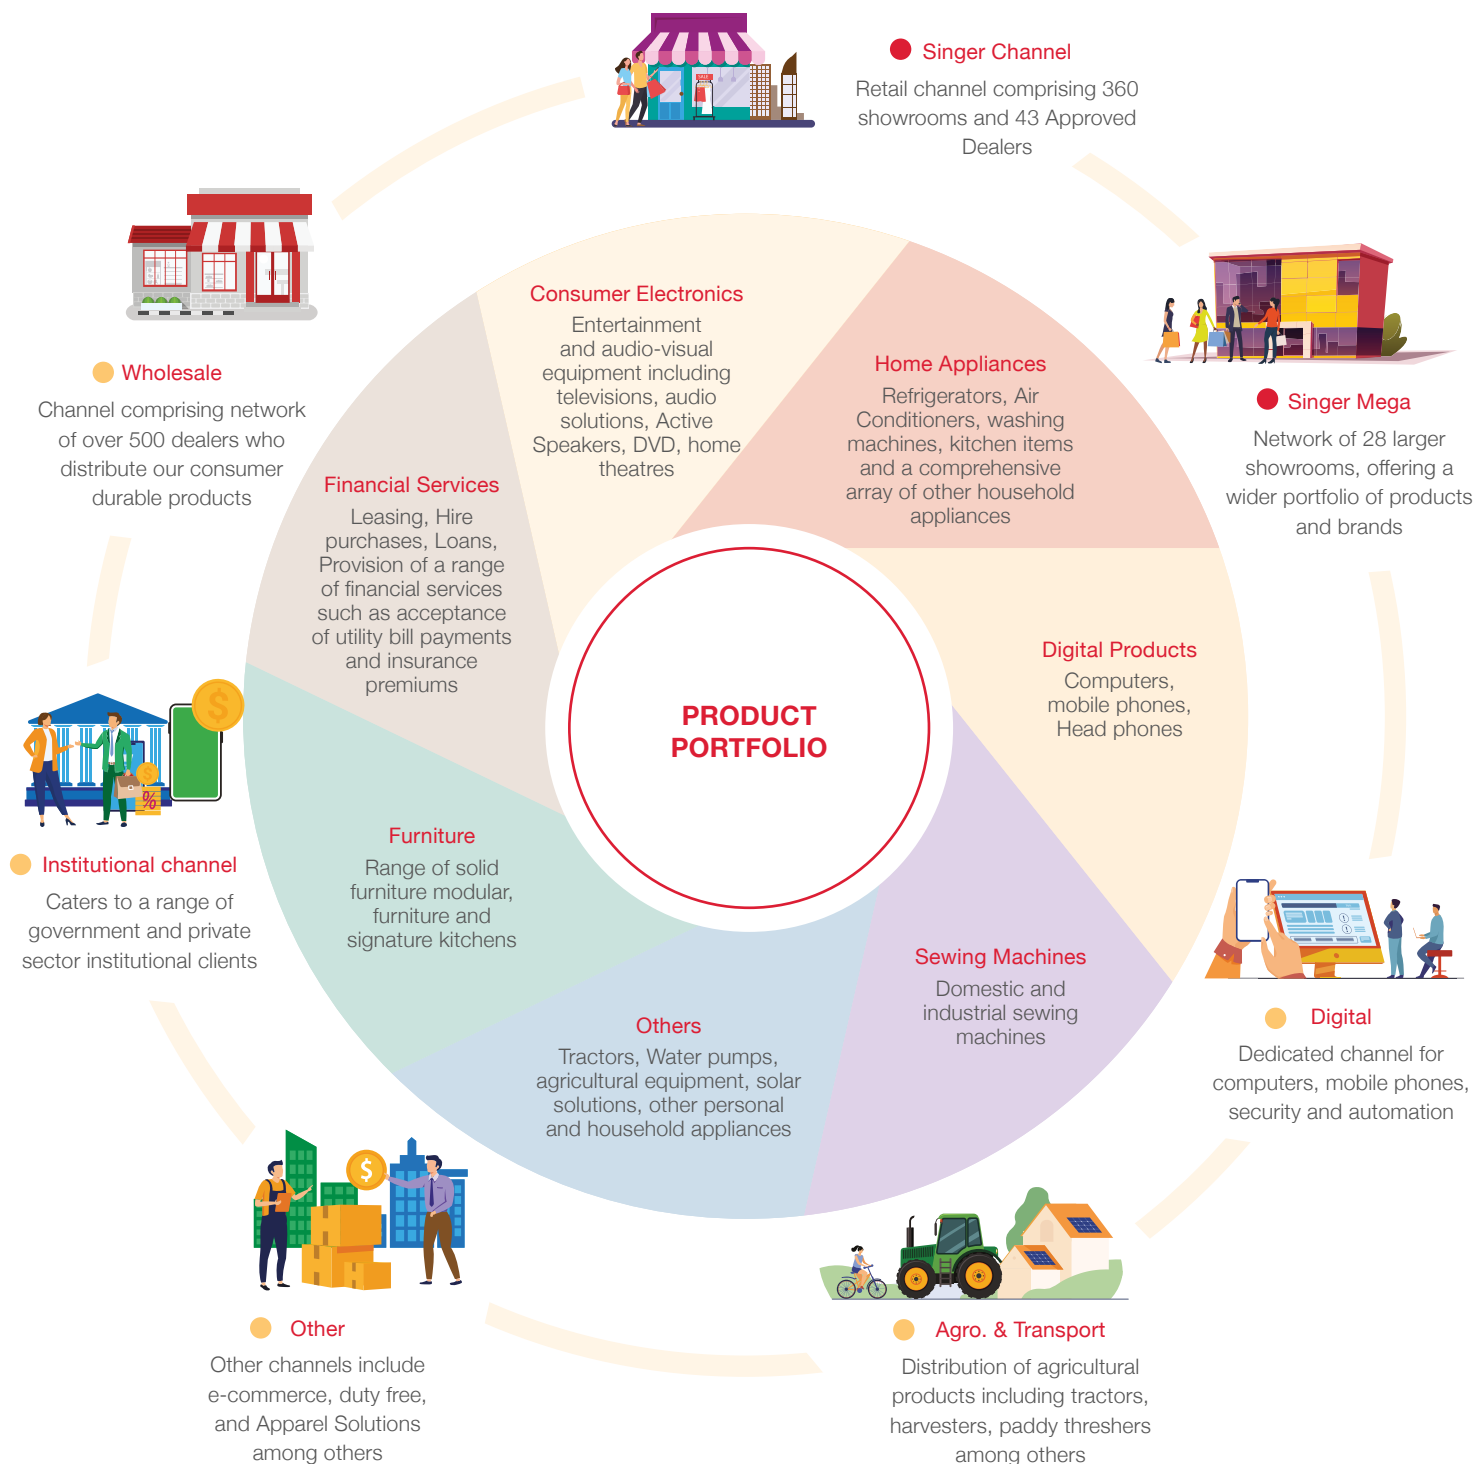 Singer Channel
Retail channel comprising 360
showrooms and 43 Approved
Dealers
SALE
Singer Mega
Network of 28 larger
showrooms, offering a
wider portfolio of products
and brands
Digital
Dedicated channel for
computers, mobile phones,
security and automation
Agro. & Transport
Distribution of agricultural
products including tractors,
harvesters, paddy threshers
among others
Other
Other channels include
e-commerce, duty free,
and Apparel Solutions
among others
$
Institutional channel
Caters to a range of
government and private
sector institutional clients
$
$
%
Wholesale
Channel comprising network
of over 500 dealers who
distribute our consumer
durable products
Consumer Electronics
Entertainment
and audio-visual
equipment including
televisions, audio
solutions, Active
Speakers, DVD, home
theatres
Home Appliances
Refrigerators, Air
Conditioners, washing
machines, kitchen items
and a comprehensive
array of other household
appliances
Digital Products
Computers,
mobile phones,
Head phones
Sewing Machines
Domestic and
industrial sewing
machines
Others
Tractors, Water pumps,
agricultural equipment, solar
solutions, other personal
and household appliances
Furniture
Range of solid
furniture modular,
furniture and
signature kitchens
Financial Services
Leasing, Hire
purchases, Loans,
Provision of a range
of financial services
such as acceptance
of utility bill payments
and insurance
premiums
PRODUCT
PORTFOLIO